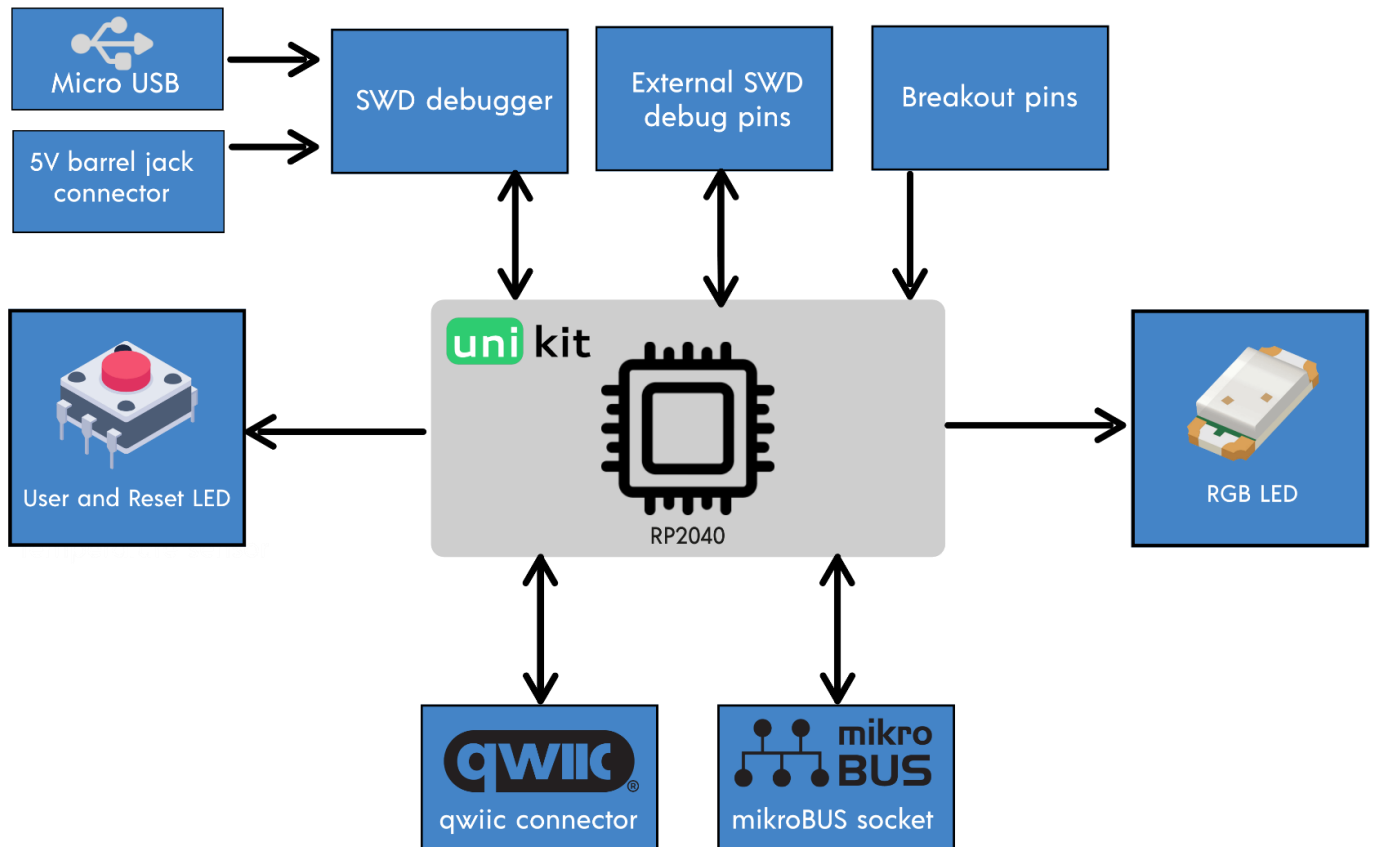 Micro USB
5V barrel jack
connector
SWD debugger
External SWD
debug pins
Breakout pins
uni kit
RP2040
User and Reset LED
RGB LED
qwiic
®
qwiic connector
mikro
BUS
mikroBUS socket